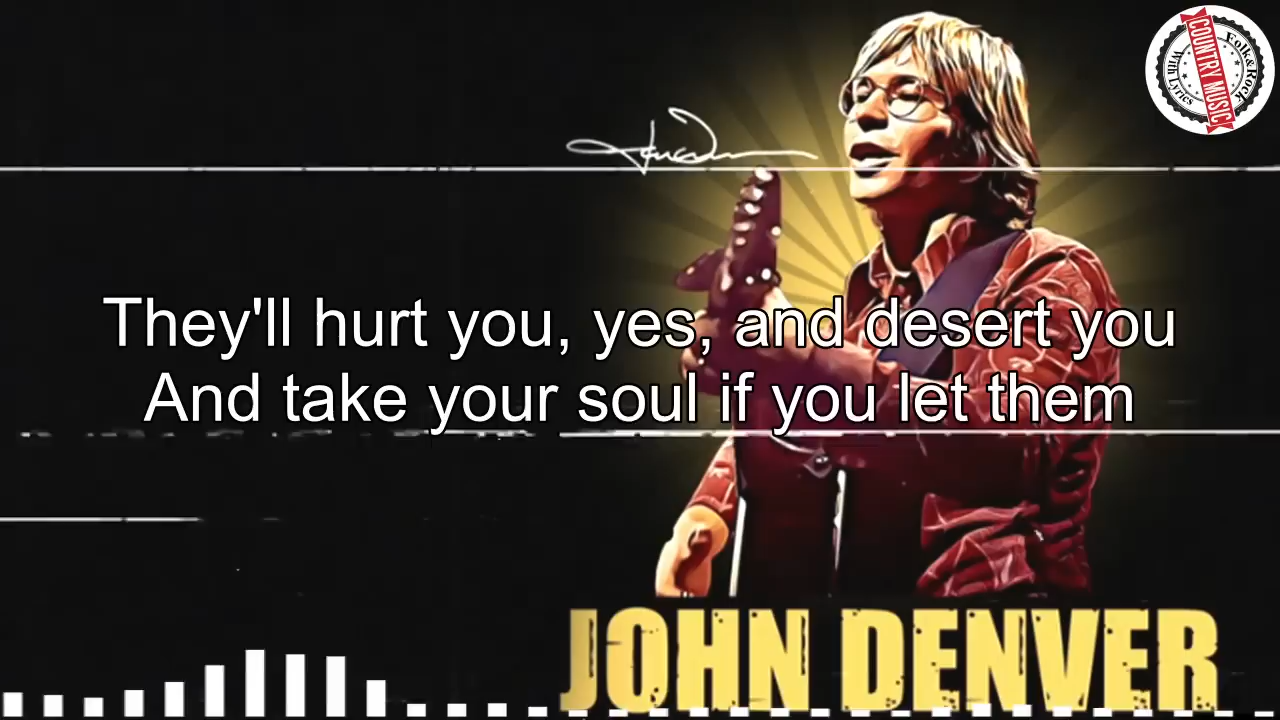 COUNTRY MUSIC
Folk&Rock
With Lyrics
They'll hurt you, yes, and desert you
And take your soul if you let them
JOHN DENVER